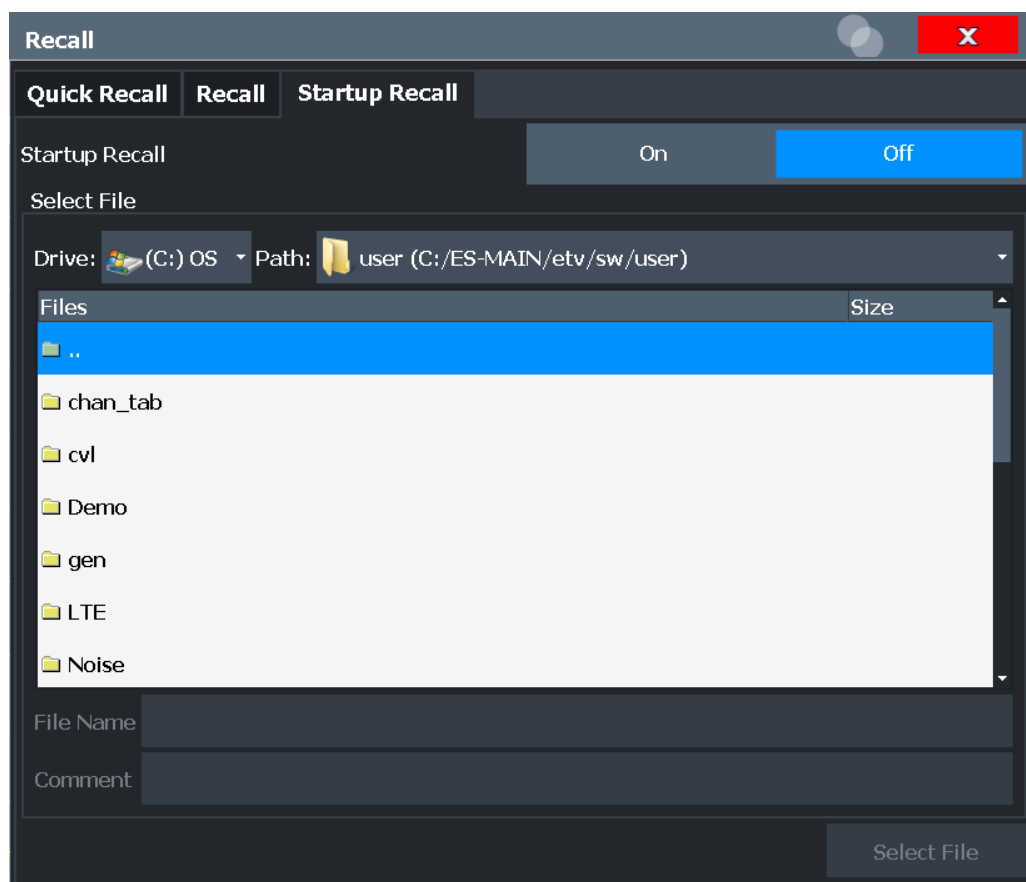 Recall X
Quick Recall Recall Startup Recall
Startup Recall On Off
Select File
Drive: (C:) OS Path: user (C:/ES-MAIN/etv/sw/user)
Files Size
..
chan_tab
cvl
Demo
gen
LTE
Noise
File Name
Comment
Select File